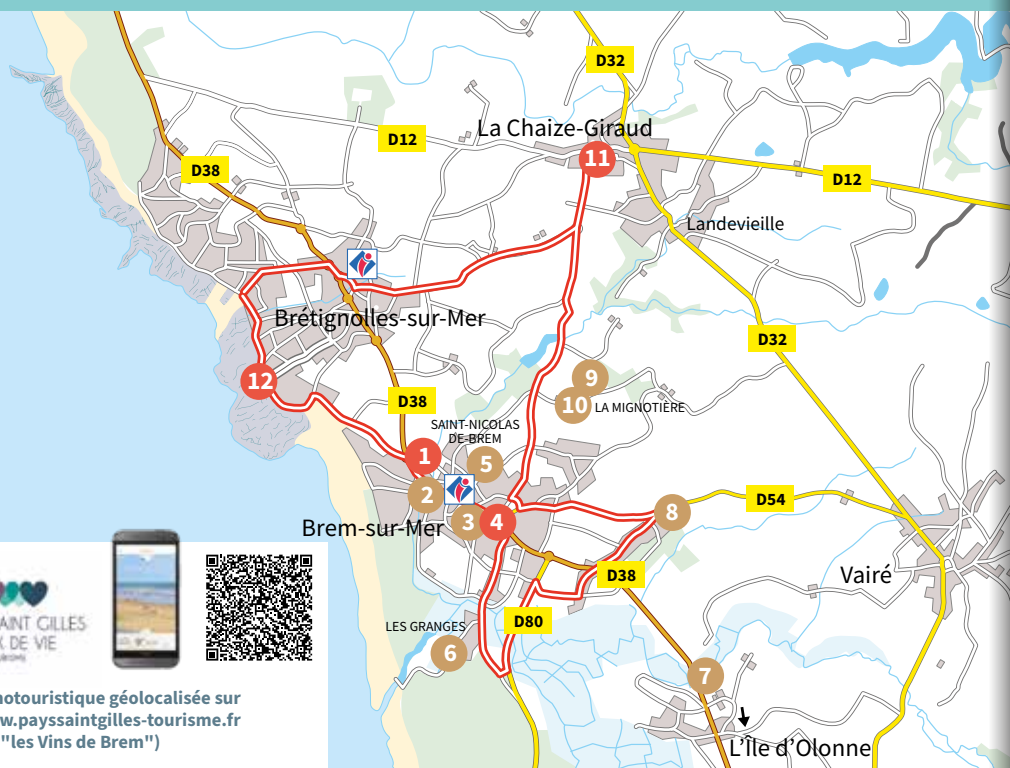 D32
La Chaize-Giraud
D12
11
D38
D12
Landevieille
Brétignolles-sur-Mer
D32
12
9
10
LA MIGNOTIÈRE
D38
SAINT-NICOLAS
DE-BREM
1
5
2
D54
8
3
4
Brem-sur-Mer
D38
Vairé
D80
LES GRANGES
6
7
L'Île d'Olonne
AINT GILLES
X DE VIE
otouristique géolocalisée sur
w.payssaintgilles-tourisme.fr
"les Vins de Brem")